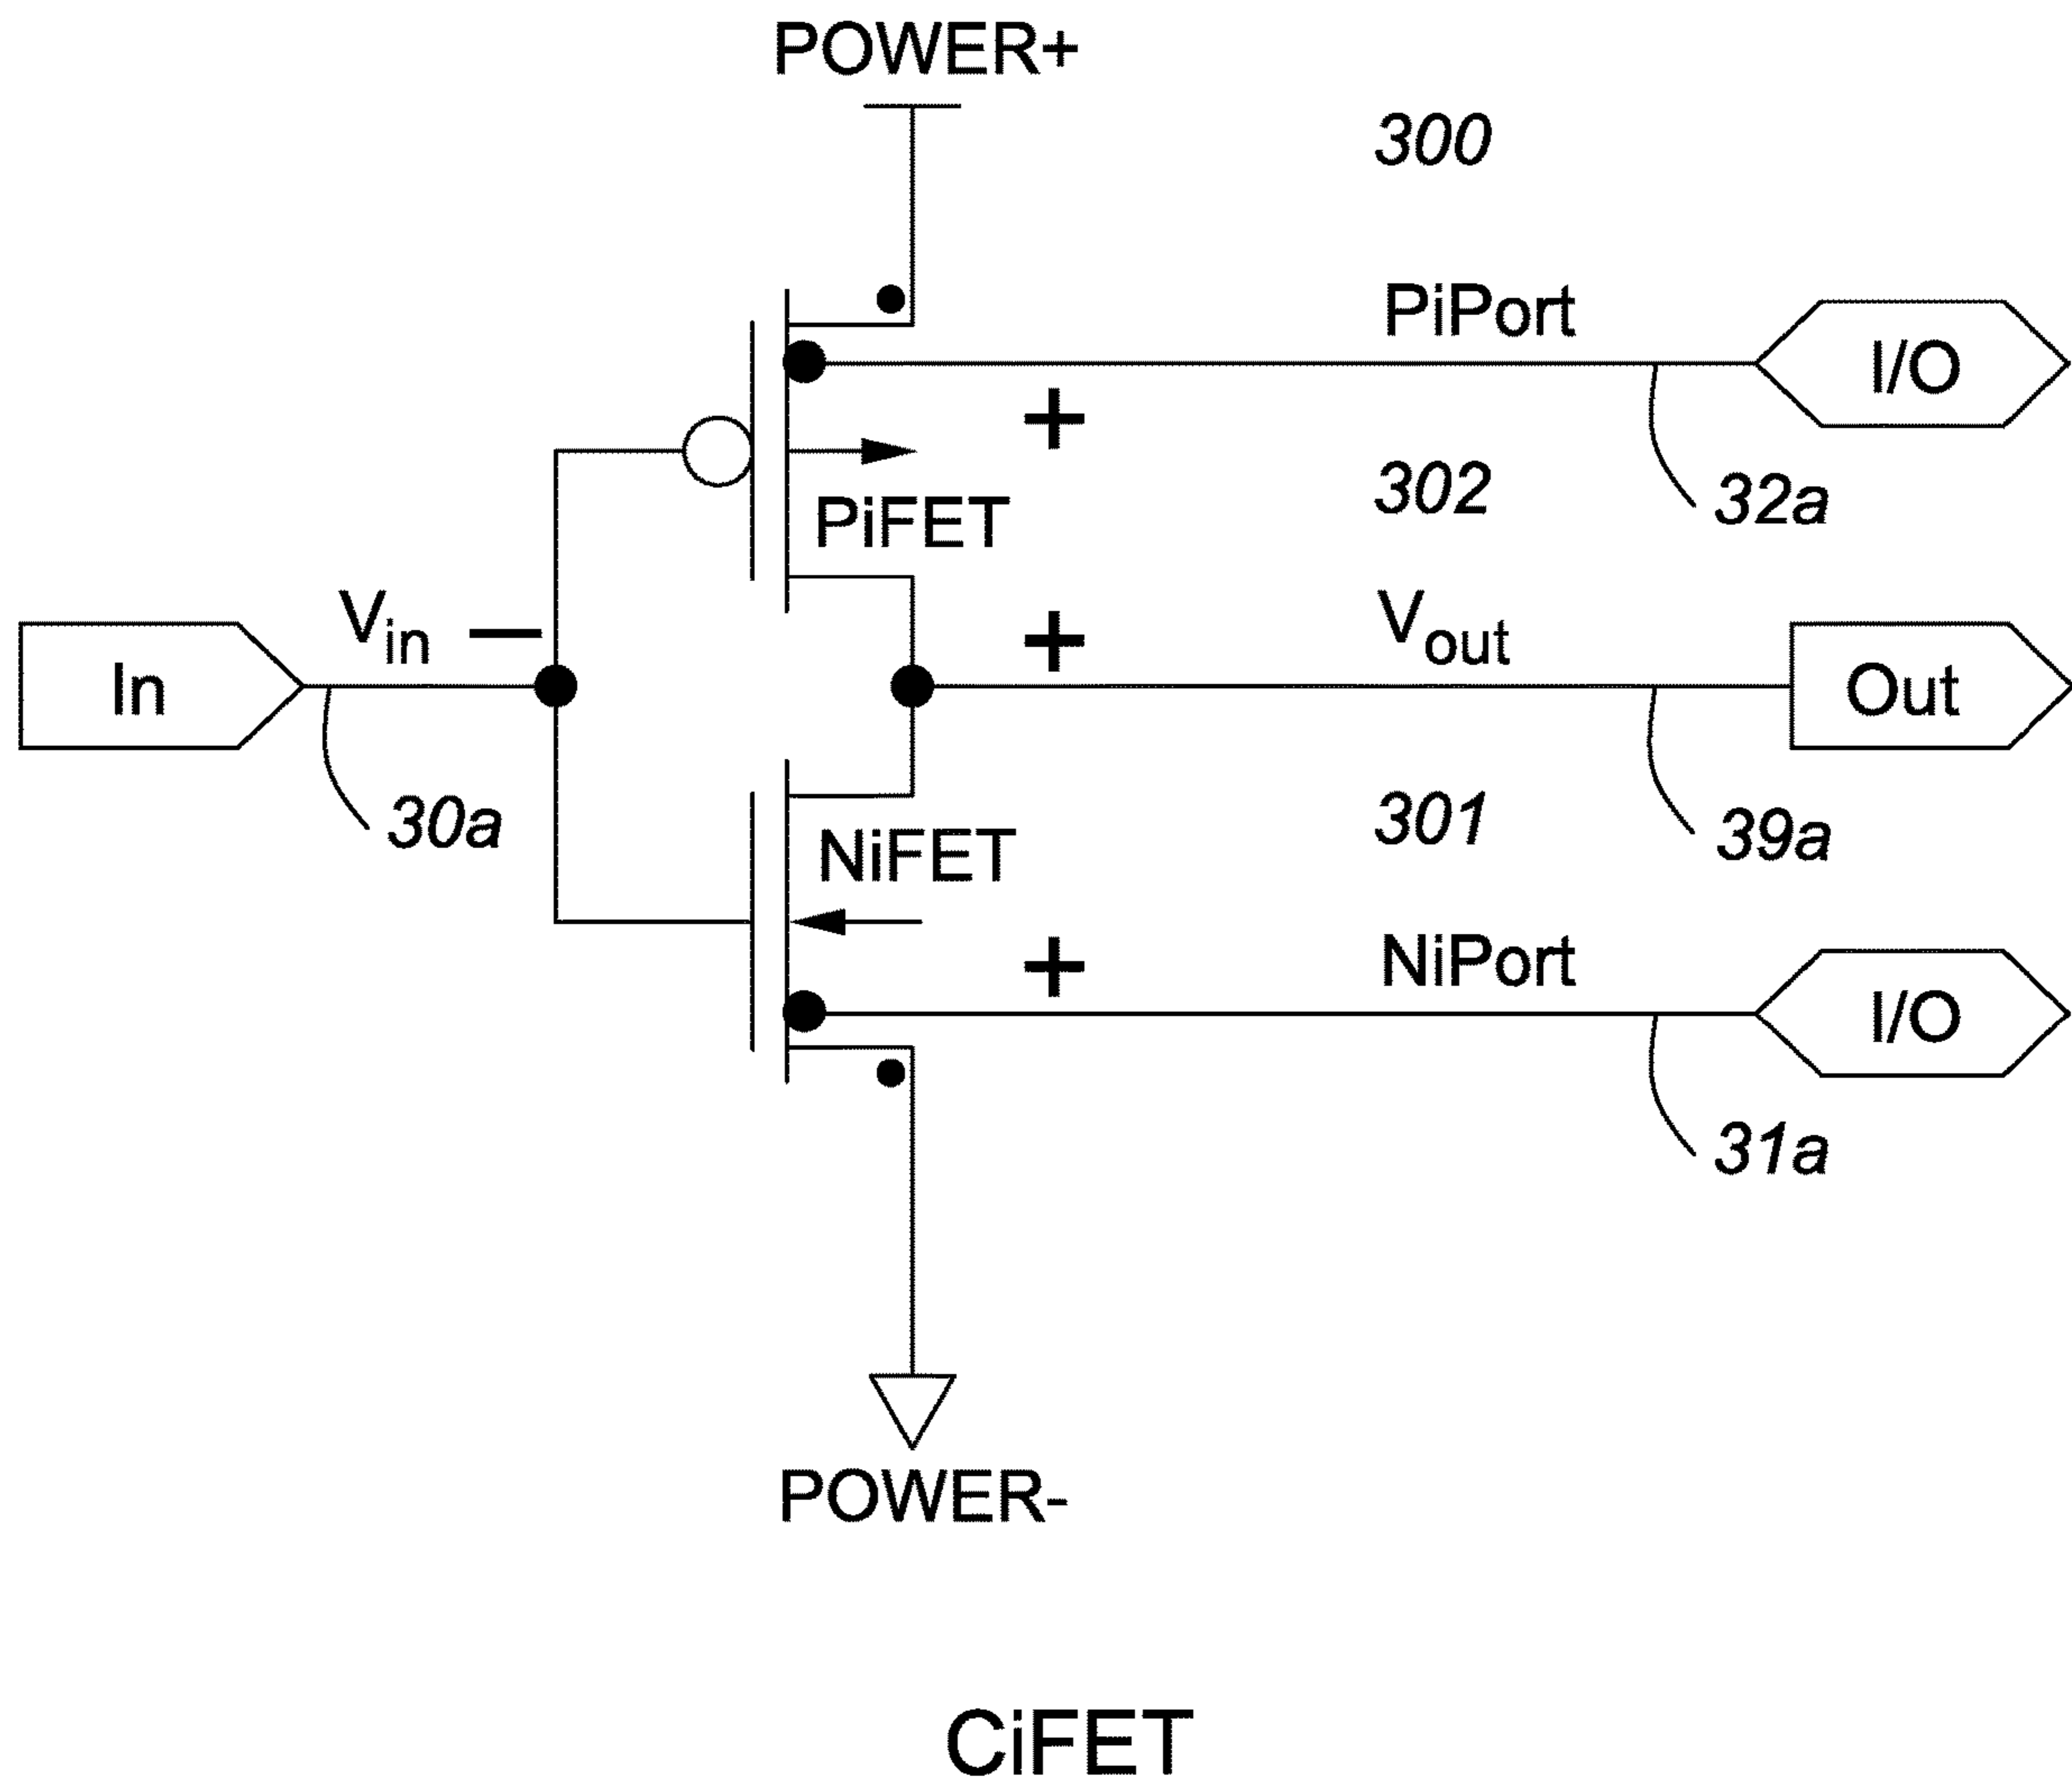 POWER+
300
PiPort
I/O
+
302
32a
PiFET
Vin −
+
Vout
In
Out
30a
301
39a
NiFET
+
NiPort
I/O
31a
POWER-
CiFET